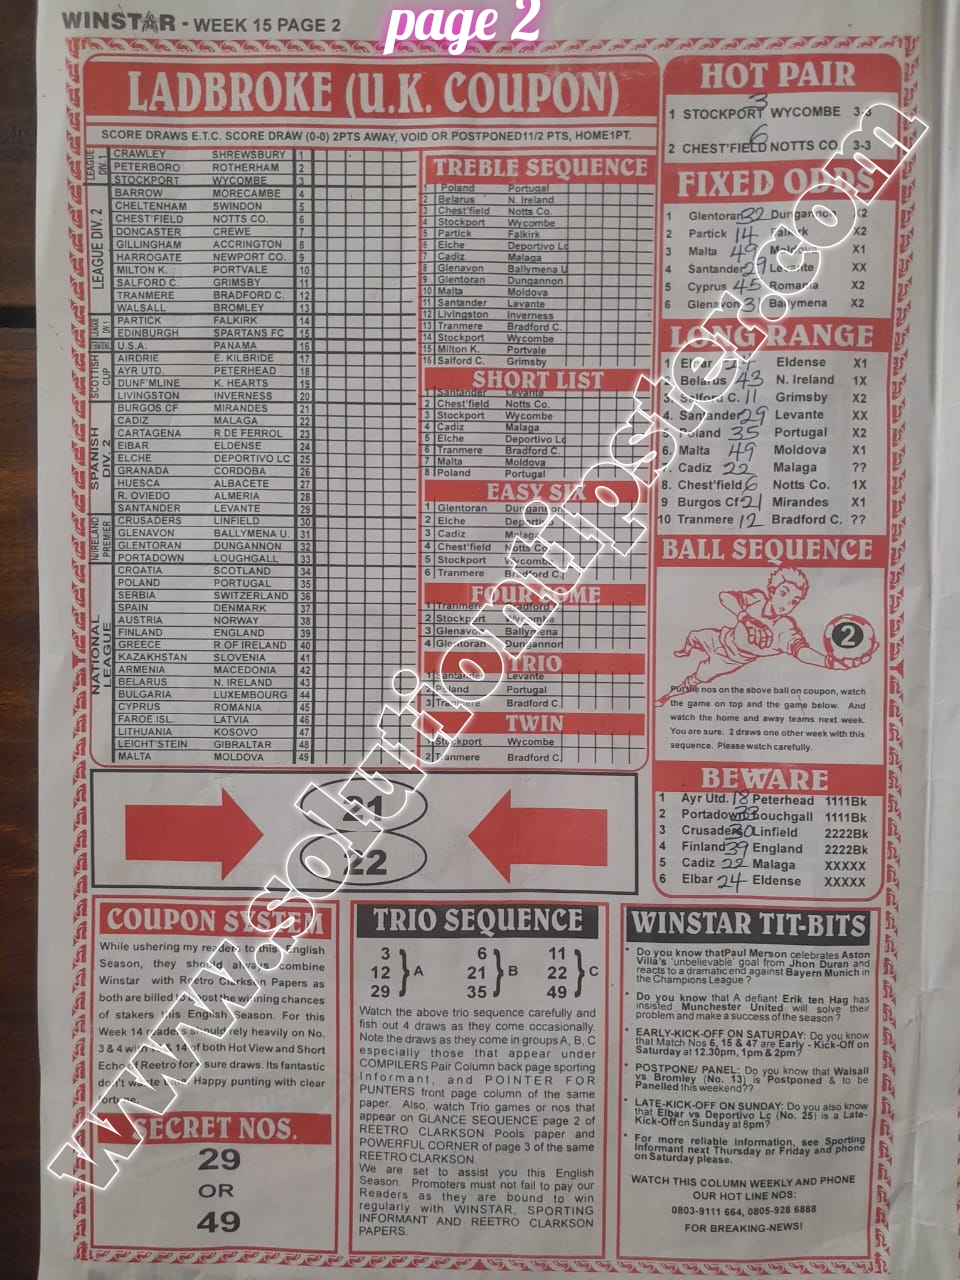 WINSTAR - WEEK 15 PAGE 2
page 2
LADBROKE (U.K. COUPON)
SCORE DRAWS E.T.C. SCORE DRAW (0-0) 2PTS AWAY, VOID OR POSTPONED11/2 PTS, HOME1PT.
LEAGUE DIV. 1
CRAWLEY SHREWSBURY 1
PETERBORO ROTHERHAM 2
STOCKPORT WYCOMBE 3
LEAGUE DIV. 2
BARROW MORECAMBE 4
CHELTENHAM SWINDON 5
CHEST'FIELD NOTTS CO. 6
DONCASTER CREWE 7
GILLINGHAM ACCRINGTON 8
HARROGATE NEWPORT CO. 9
MILTON K. PORTVALE 10
SALFORD C. GRIMSBY 11
TRANMERE BRADFORD C. 12
WALSALL BROMLEY 13
PARTICK FALKIRK 14
EDINBURGH SPARTANS FC 15
U.S.A. PANAMA 16
SCOTTISH CUP
AIRDRIE E. KILBRIDE 17
AYR UTD. PETERHEAD 18
DUNF'MLINE K. HEARTS 19
LIVINGSTON INVERNESS 20
SPANISH DIV. 2
BURGOS CF MIRANDES 21
CADIZ MALAGA 22
CARTAGENA R DE FERROL 23
EIBAR ELDENSE 24
ELCHE DEPORTIVO LC 25
GRANADA CORDOBA 26
HUESCA ALBACETE 27
R. OVIEDO ALMERIA 28
SANTANDER LEVANTE 29
N/IRELAND PREMIER
CRUSADERS LINFIELD 30
GLENAVON BALLYMENA U. 31
GLENTORAN DUNGANNON 32
PORTADOWN LOUGHGALL 33
NATIONAL LEAGUE
CROATIA SCOTLAND 34
POLAND PORTUGAL 35
SERBIA SWITZERLAND 36
SPAIN DENMARK 37
AUSTRIA NORWAY 38
FINLAND ENGLAND 39
GREECE R OF IRELAND 40
KAZAKHSTAN SLOVENIA 41
ARMENIA MACEDONIA 42
BELARUS N. IRELAND 43
BULGARIA LUXEMBOURG 44
CYPRUS ROMANIA 45
FAROE ISL. LATVIA 46
LITHUANIA KOSOVO 47
LEICHT'STEIN GIBRALTAR 48
MALTA MOLDOVA 49
TREBLE SEQUENCE
1 Poland Portugal
2 Belarus N. Ireland
3 Chest'field Notts Co.
4 Stockport Wycombe
5 Partick Falkirk
6 Elche Deportivo Lc
7 Cadiz Malaga
8 Glenavon Ballymena U
9 Glentoran Dungannon
10 Malta Moldova
11 Santander Levante
12 Livingston Inverness
13 Tranmere Bradford C.
14 Stockport Wycombe
15 Milton K. Portvale
16 Salford C. Grimsby
SHORT LIST
1 Santander Levante
2 Chest'field Notts Co.
3 Stockport Wycombe
4 Cadiz Malaga
5 Elche Deportivo Lc
6 Tranmere Bradford C.
7 Malta Moldova
8 Poland Portugal
EASY SIX
1 Glentoran Dungannon
2 Elche Deportivo
3 Cadiz Malaga
4 Chest'field Notts Co.
5 Stockport Wycombe
6 Tranmere Bradford C.
FOUR SOME
1 Tranmere Bradford C.
2 Stockport Wycombe
3 Glenavon Ballymena
4 Glentoran Dungannon
TRIO
1 Santander Levante
2 Poland Portugal
3 Tranmere Bradford C.
TWIN
1 Stockport Wycombe
2 Tranmere Bradford C.
HOT PAIR
1 STOCKPORT 3 WYCOMBE 3-3
2 CHEST'FIELD 6 NOTTS CO. 3-3
FIXED ODDS
1 Glentoran 32 Dungannon X2
2 Partick 14 Falkirk X2
3 Malta 49 Moldova X1
4 Santander 29 Levante XX
5 Cyprus 45 Romania X2
6 Glenavon 31 Ballymena X2
LONG RANGE
1 Elbar 24 Eldense X1
2 Belarus 43 N. Ireland 1X
3. Salford C. 11 Grimsby X2
4. Santander 29 Levante XX
5. Poland 35 Portugal X2
6. Malta 49 Moldova X1
7. Cadiz 22 Malaga ??
8. Chest'field 6 Notts Co. 1X
9 Burgos Cf 21 Mirandes X1
10 Tranmere 12 Bradford C. ??
BALL SEQUENCE
2
Put the nos on the above ball on coupon, watch
the game on top and the game below. And
watch the home and away teams next week.
You are sure. 2 draws one other week with this
sequence. Please watch carefully.
BEWARE
1 Ayr Utd. 18 Peterhead 1111Bk
2 Portadown 33 Louchgall 1111Bk
3 Crusaders 30 Linfield 2222Bk
4 Finland 39 England 2222Bk
5 Cadiz 22 Malaga XXXXX
6 Elbar 24 Eldense XXXXX
21
22
COUPON SYSTEM
While ushering my readers to this English
Season, they should always combine
Winstar with Reetro Clarkson Papers as
both are billed to boost the winning chances
of stakers this English Season. For this
Week 14 readers should rely heavily on No.
3 & 4 with 14 of both Hot View and Short
Echo of Reetro for sure draws. Its fantastic
don't waste time. Happy punting with clear
fortune.
SECRET NOS.
29
OR
49
TRIO SEQUENCE
3 12 29 } A
6 21 35 } B
11 22 49 } C
Watch the above trio sequence carefully and
fish out 4 draws as they come occasionally.
Note the draws as they come in groups A, B, C
especially those that appear under
COMPILERS Pair Column back page sporting
Informant, and POINTER FOR
PUNTERS front page column of the same
paper. Also, watch Trio games or nos that
appear on GLANCE SEQUENCE page 2 of
REETRO CLARKSON Pools paper and
POWERFUL CORNER of page 3 of the same
REETRO CLARKSON.
We are set to assist you this English
Season. Promoters must not fail to pay our
Readers as they are bound to win
regularly with WINSTAR, SPORTING
INFORMANT AND REETRO CLARKSON
PAPERS.
WINSTAR TIT-BITS
• Do you know thatPaul Merson celebrates Aston
Villa's 'unbelievable' goal from Jhon Duran and
reacts to a dramatic end against Bayern Munich in
the Champions League ?
• Do you know that A defiant Erik ten Hag has
insisled Munchester United will solve their
problem and make a success of the season ?
• EARLY-KICK-OFF ON SATURDAY: Do you know
that Match Nos 6, 15 & 47 are Early - Kick-Off on
Saturday at 12.30pm, 1pm & 2pm?
• POSTPONE/ PANEL: Do you know that Walsall
vs Bromley (No. 13) is Postponed & to be
Panelled this weekend??
• LATE-KICK-OFF ON SUNDAY: Do you also know
that Elbar vs Deportivo Lc (No. 25) is a Late-
Kick-Off on Sunday at 8pm?
• For more reliable information, see Sporting
Informant next Thursday or Friday and phone
on Saturday please.
WATCH THIS COLUMN WEEKLY AND PHONE
OUR HOT LINE NOS:
0803-9111 664, 0805-928 6888
FOR BREAKING-NEWS!
www.solutiontipster.com